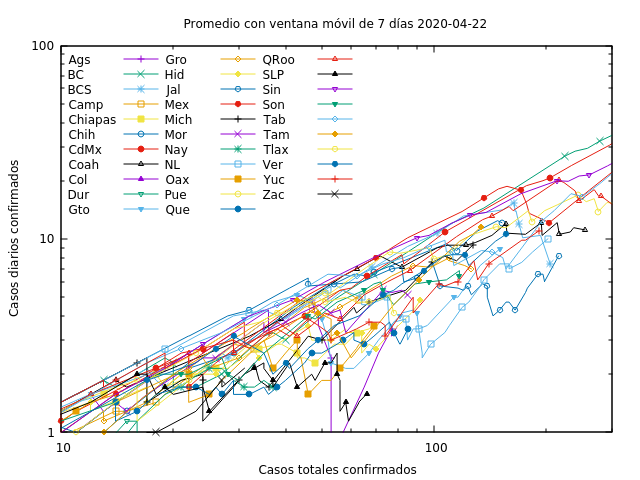 Promedio con ventana móvil de 7 días 2020-04-22
Casos diarios confirmados
100
10
1
Ags Gro QRoo
BC Hid SLP
BCS Jal Sin
Camp Mex Son
Chiapas Mich Tab
Chih Mor Tam
CdMx Nay Tlax
Coah NL Ver
Col Oax Yuc
Dur Pue Zac
Gto Que
10 100
Casos totales confirmados